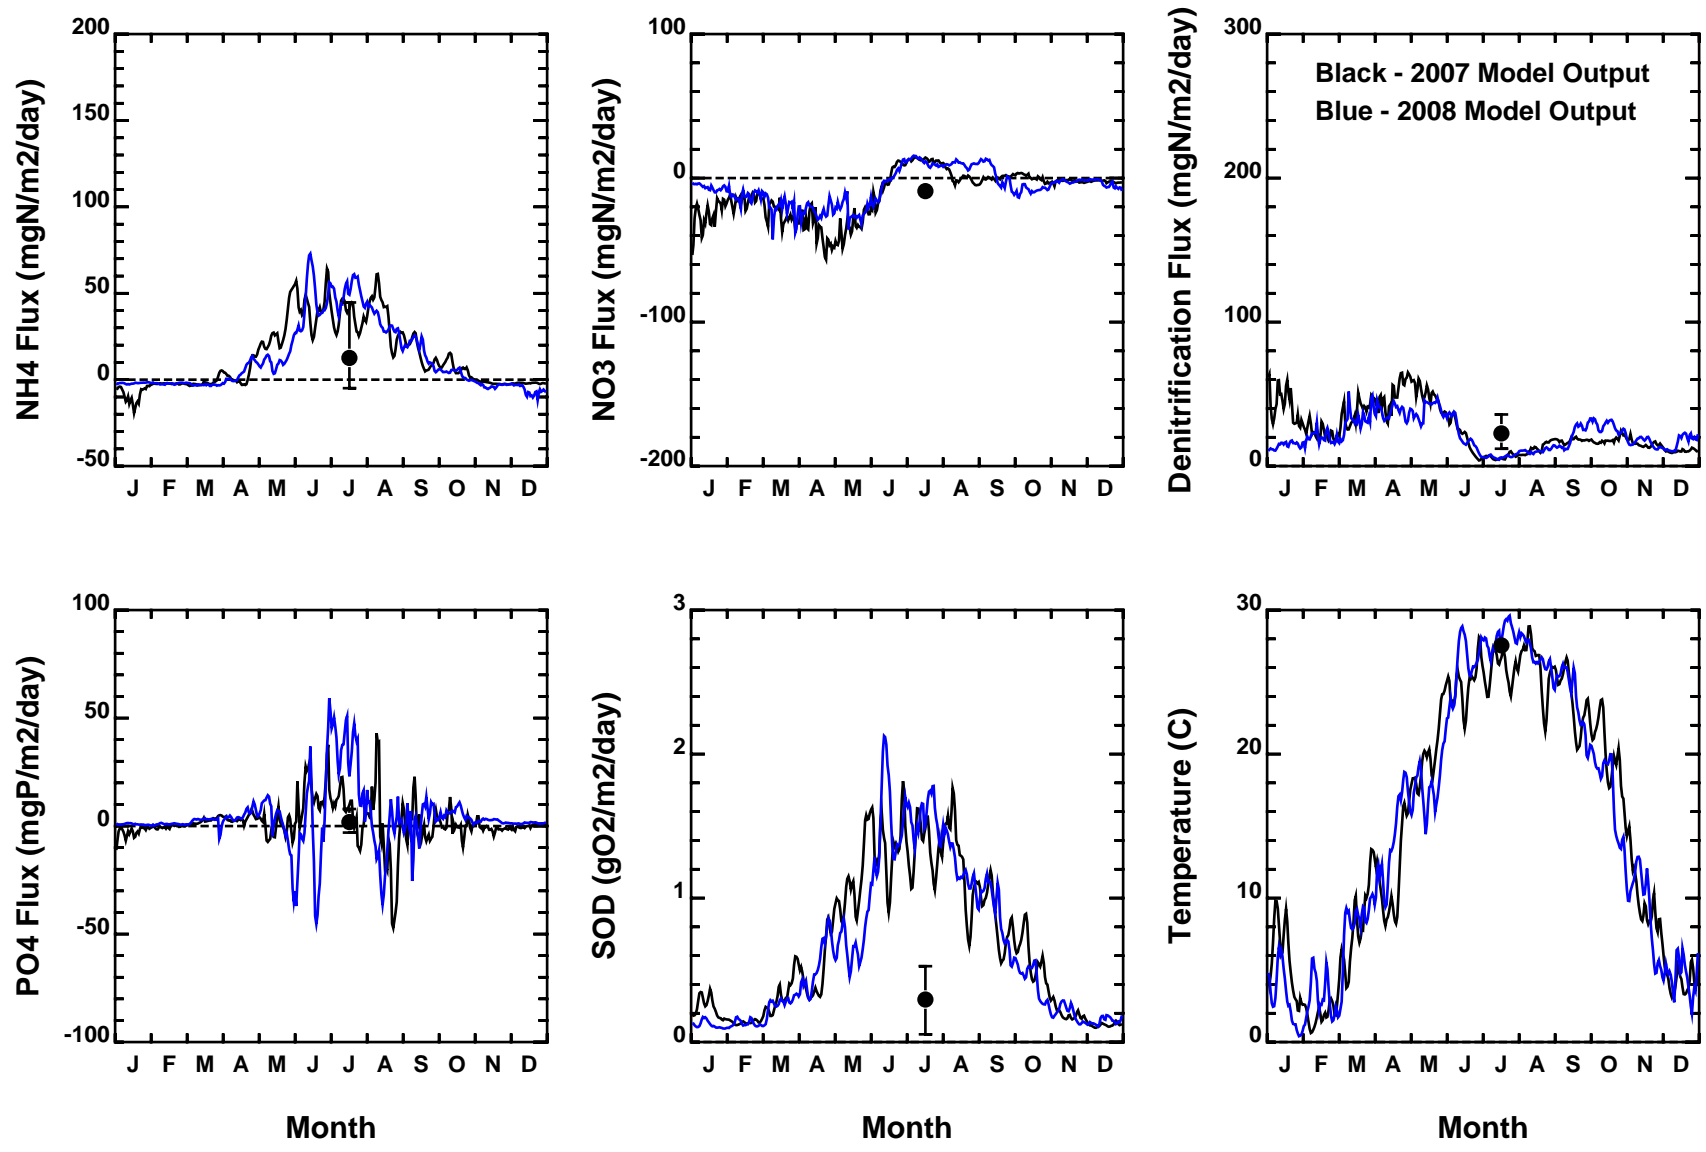 NH4 Flux (mgN/m2/day)
200
150
100
50
0
-50
J F M A M J J A S O N D
NO3 Flux (mgN/m2/day)
100
0
-100
-200
J F M A M J J A S O N D
Denitrification Flux (mgN/m2/day)
300
200
100
0
Black - 2007 Model Output
Blue - 2008 Model Output
J F M A M J J A S O N D
PO4 Flux (mgP/m2/day)
100
50
0
-50
-100
J F M A M J J A S O N D
Month
SOD (gO2/m2/day)
3
2
1
0
J F M A M J J A S O N D
Month
Temperature (C)
30
20
10
0
J F M A M J J A S O N D
Month